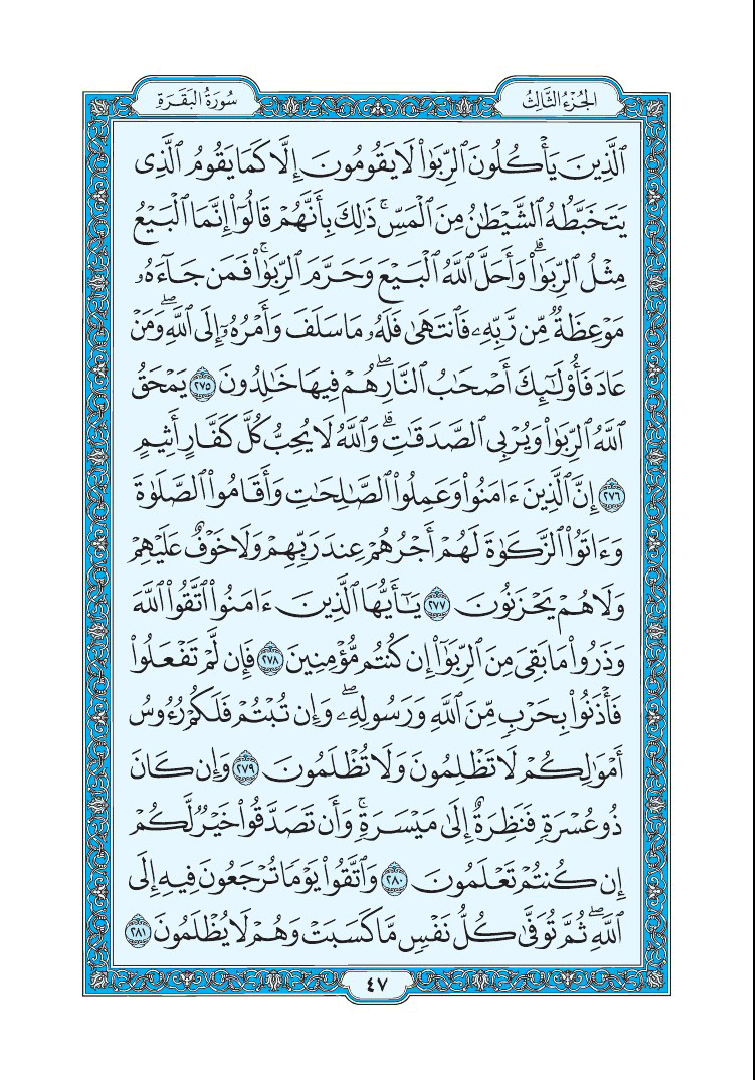 الجُزْءُ الثَّالِثُ
سُورَةُ البَقَرَةِ
ٱلَّذِينَ يَأۡكُلُونَ ٱلرِّبَوٰاْ لَا يَقُومُونَ إِلَّا كَمَا يَقُومُ ٱلَّذِي
يَتَخَبَّطُهُ ٱلشَّيۡطَٰنُ مِنَ ٱلۡمَسِّۚ ذَٰلِكَ بِأَنَّهُمۡ قَالُوٓاْ إِنَّمَا ٱلۡبَيۡعُ
مِثۡلُ ٱلرِّبَوٰاْۗ وَأَحَلَّ ٱللَّهُ ٱلۡبَيۡعَ وَحَرَّمَ ٱلرِّبَوٰاْۚ فَمَن جَآءَهُۥ
مَوۡعِظَةٞ مِّن رَّبِّهِۦ فَٱنتَهَىٰ فَلَهُۥ مَا سَلَفَ وَأَمۡرُهُۥٓ إِلَى ٱللَّهِۖ وَمَنۡ
عَادَ فَأُوْلَٰٓئِكَ أَصۡحَٰبُ ٱلنَّارِۖ هُمۡ فِيهَا خَٰلِدُونَ ٢٧٥ يَمۡحَقُ
ٱللَّهُ ٱلرِّبَوٰاْ وَيُرۡبِي ٱلصَّدَقَٰتِۗ وَٱللَّهُ لَا يُحِبُّ كُلَّ كَفَّارٍ أَثِيمٍ
٢٧٦ إِنَّ ٱلَّذِينَ ءَامَنُواْ وَعَمِلُواْ ٱلصَّٰلِحَٰتِ وَأَقَامُواْ ٱلصَّلَوٰةَ
وَءَاتَوُاْ ٱلزَّكَوٰةَ لَهُمۡ أَجۡرُهُمۡ عِندَ رَبِّهِمۡ وَلَا خَوۡفٌ عَلَيۡهِمۡ
وَلَا هُمۡ يَحۡزَنُونَ ٢٧٧ يَٰٓأَيُّهَا ٱلَّذِينَ ءَامَنُواْ ٱتَّقُواْ ٱللَّهَ
وَذَرُواْ مَا بَقِيَ مِنَ ٱلرِّبَوٰٓاْ إِن كُنتُم مُّؤۡمِنِينَ ٢٧٨ فَإِن لَّمۡ تَفۡعَلُواْ
فَأۡذَنُواْ بِحَرۡبٖ مِّنَ ٱللَّهِ وَرَسُولِهِۦۖ وَإِن تُبۡتُمۡ فَلَكُمۡ رُءُوسُ
أَمۡوَٰلِكُمۡ لَا تَظۡلِمُونَ وَلَا تُظۡلَمُونَ ٢٧٩ وَإِن كَانَ
ذُو عُسۡرَةٖ فَنَظِرَةٌ إِلَىٰ مَيۡسَرَةٖۚ وَأَن تَصَدَّقُواْ خَيۡرٞ لَّكُمۡ
إِن كُنتُمۡ تَعۡلَمُونَ ٢٨٠ وَٱتَّقُواْ يَوۡمٗا تُرۡجَعُونَ فِيهِ إِلَى
ٱللَّهِۖ ثُمَّ تُوَفَّىٰ كُلُّ نَفۡسٖ مَّا كَسَبَتۡ وَهُمۡ لَا يُظۡلَمُونَ ٢٨١
٤٧